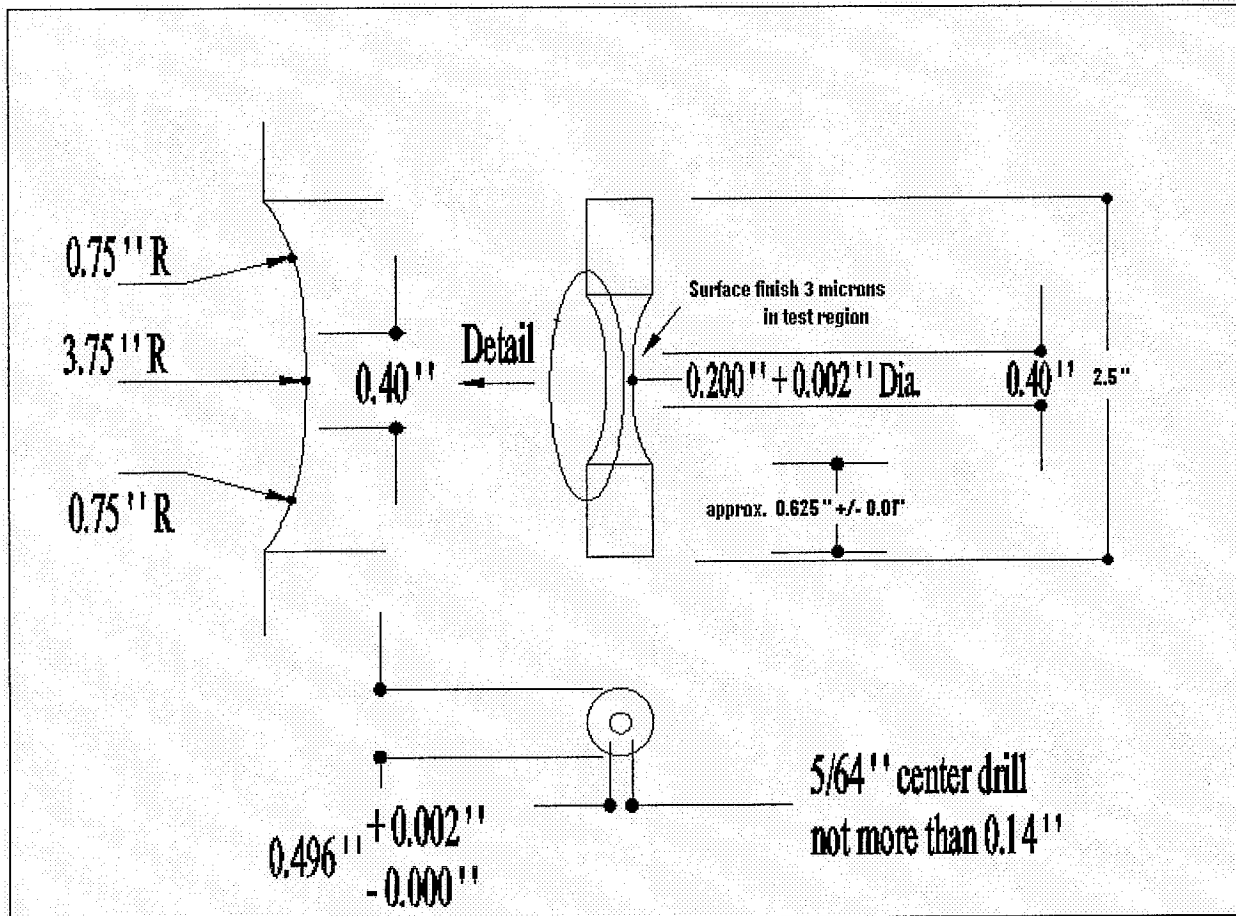 0.75'' R
3.75'' R
0.75'' R
0.40''
Detail
Surface finish 3 microns
in test region
0.200'' + 0.002'' Dia.
0.40''
2.5''
approx. 0.625'' +/- 0.01''
0.496'' + 0.002''
- 0.000''
5/64'' center drill
not more than 0.14''